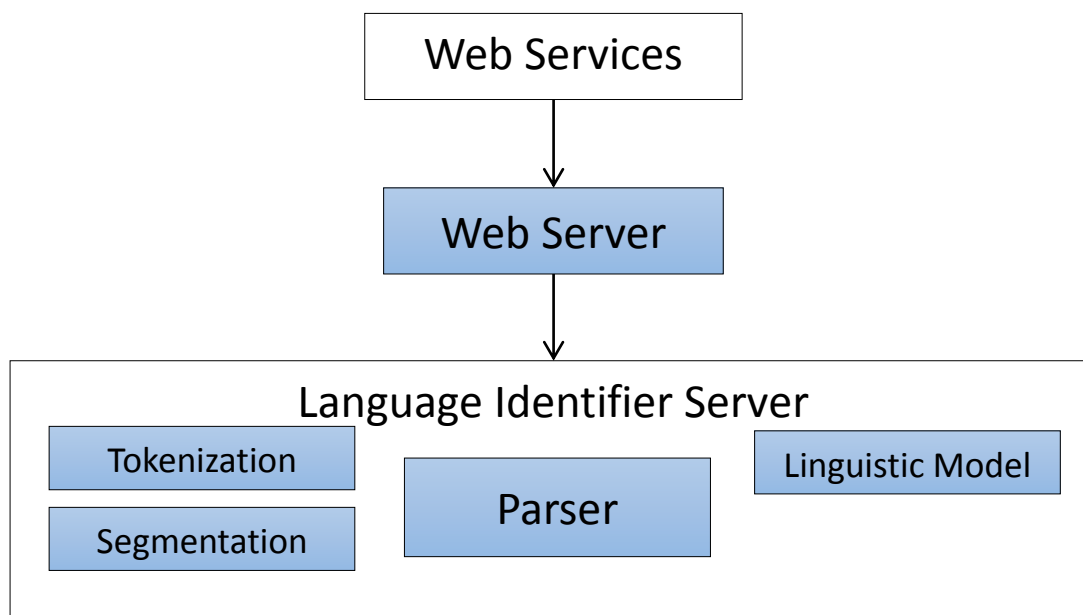 Web Services
Web Server
Language Identifier Server
Tokenization
Linguistic Model
Parser
Segmentation